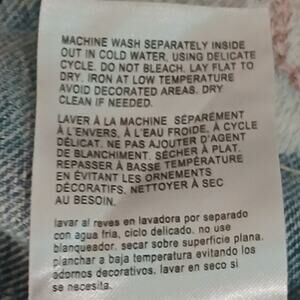 MACHINE WASH SEPARATELY INSIDE
OUT IN COLD WATER, USING DELICATE
CYCLE. DO NOT BLEACH. LAY FLAT TO
DRY. IRON AT LOW TEMPERATURE
AVOID DECORATED AREAS. DRY
CLEAN IF NEEDED.
LAVER À LA MACHINE SÉPARÉMENT
À L'ENVERS, À L'EAU FROIDE, À CYCLE
DÉLICAT. NE PAS AJOUTER D'AGENT
DE BLANCHIMENT. SÉCHER À PLAT.
REPASSER À BASSE TEMPÉRATURE
EN ÉVITANT LES ORNEMENTS
DÉCORATIFS. NETTOYER À SEC
AU BESOIN.
lavar al reves en lavadora por separado
con agua fria, ciclo delicado. no use
blanqueador. secar sobre superficie plana.
planchar a baja temperatura evitando los
adornos decorativos. lavar en seco si
se necesita.